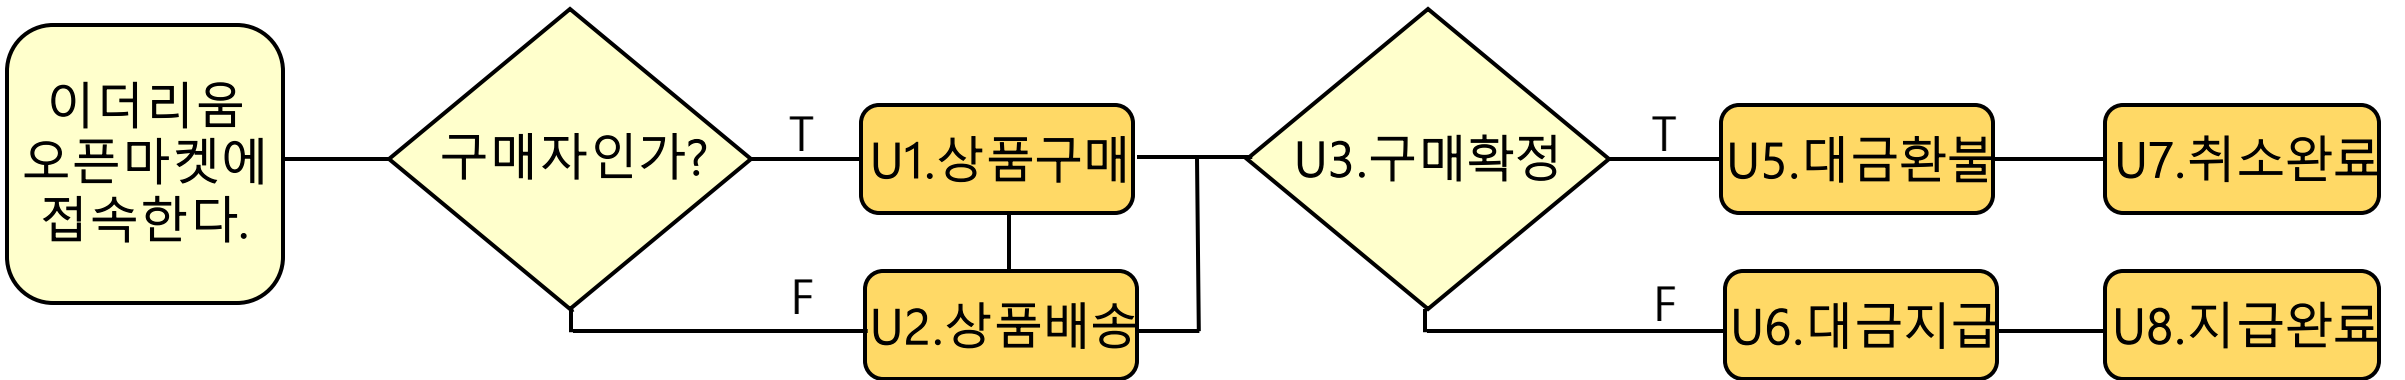 이더리움
오픈마켓에
접속한다.
구매자인가?
T
U1.상품구매
F
U2.상품배송
U3.구매확정
T
U5.대금환불
U7.취소완료
F
U6.대금지급
U8.지급완료